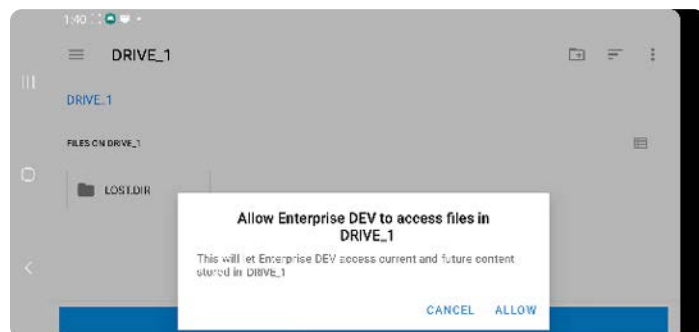 1:40
DRIVE_1
DRIVE_1
FILES ON DRIVE_1
LOST.DIR
Allow Enterprise DEV to access files in
DRIVE_1
This will let Enterprise DEV access current and future content
stored in DRIVE_1
CANCEL ALLOW